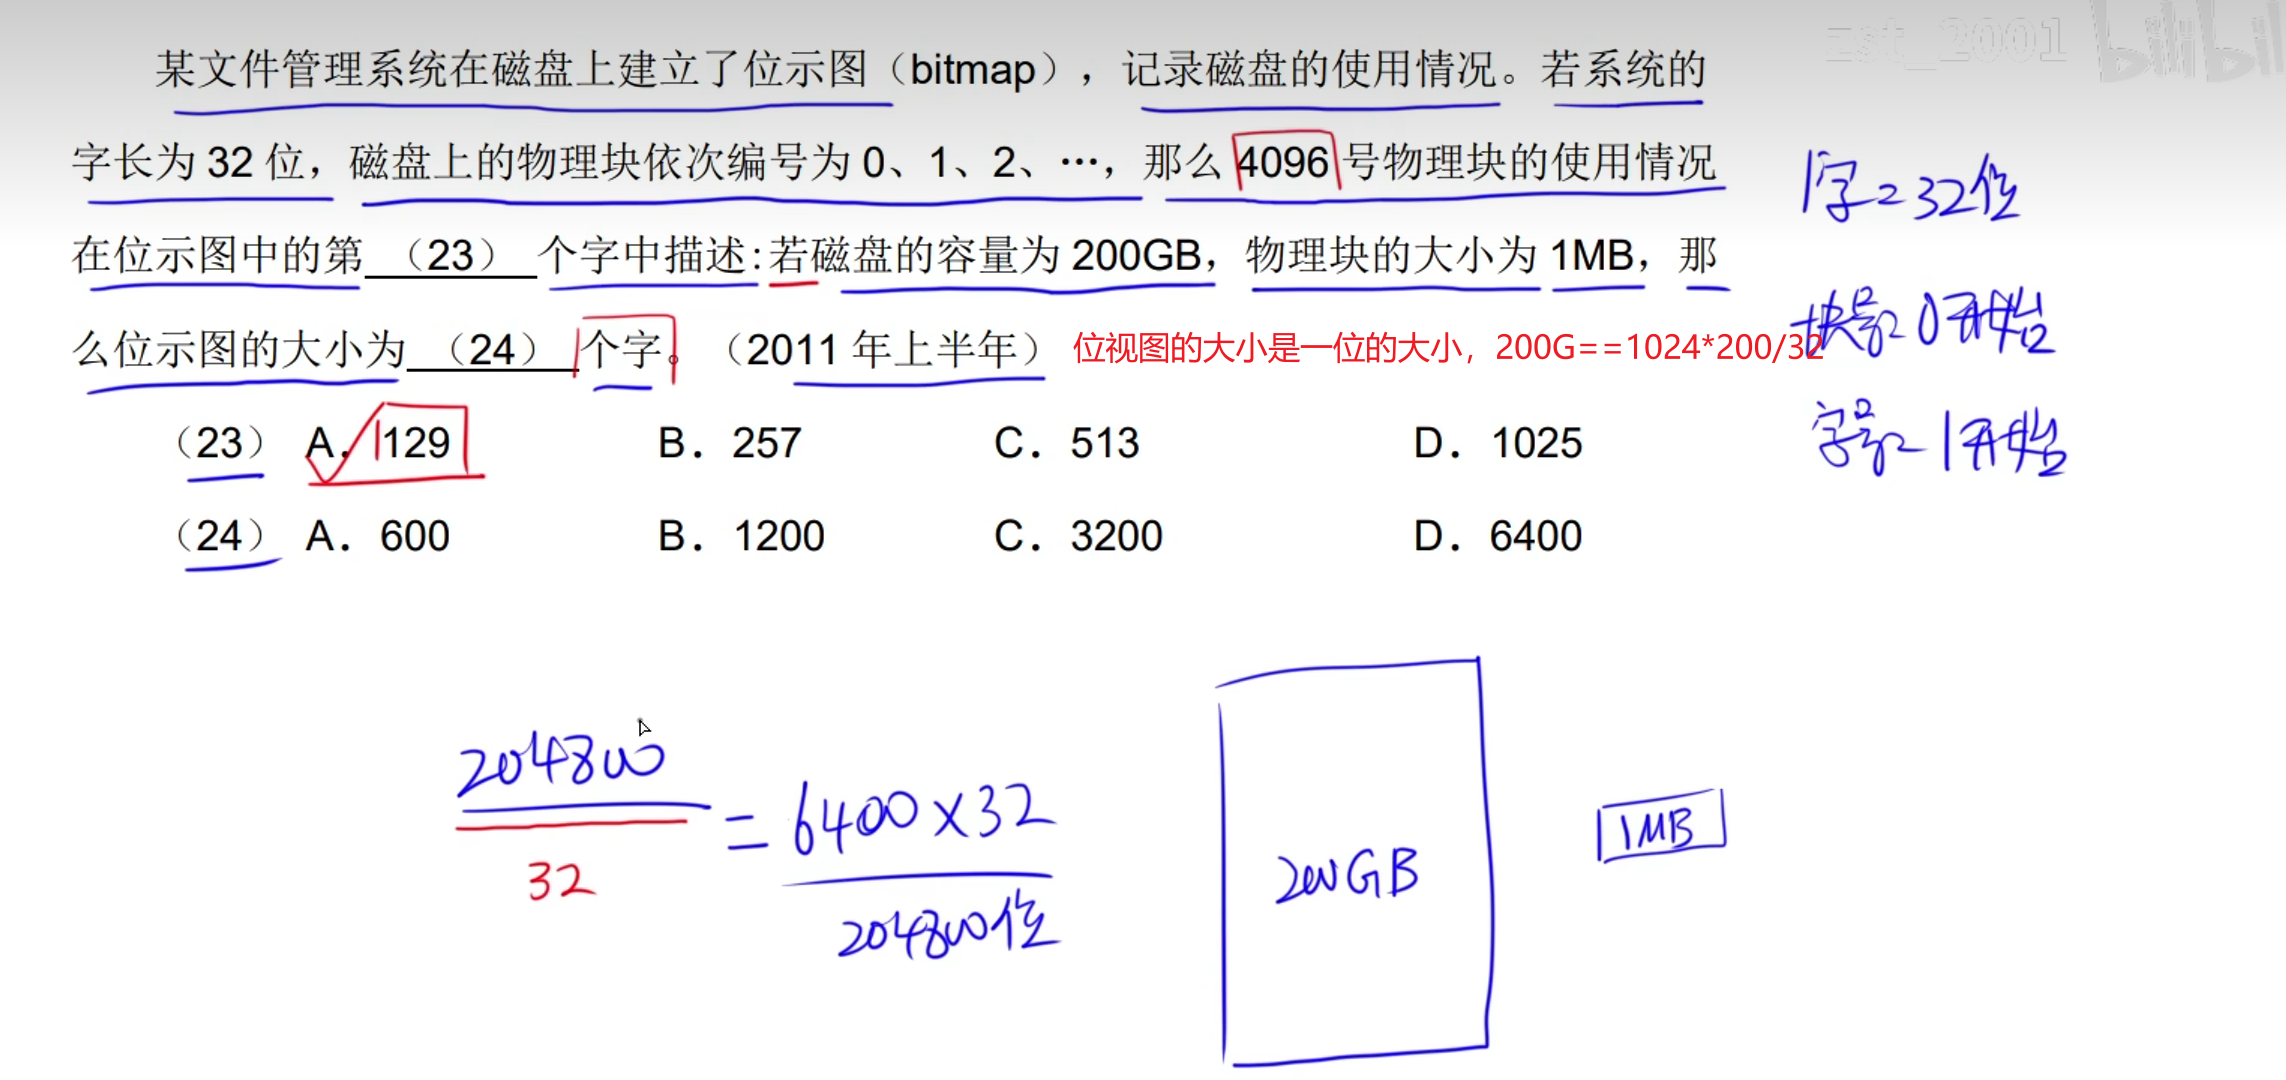 zst_2001 bilibili
某文件管理系统在磁盘上建立了位示图（bitmap），记录磁盘的使用情况。若系统的
字长为 32 位，磁盘上的物理块依次编号为 0、1、2、…，那么 4096 号物理块的使用情况
1字=32位
在位示图中的第 （23） 个字中描述:若磁盘的容量为 200GB，物理块的大小为 1MB，那
块号=0开始
么位示图的大小为 （24） 个字。（2011 年上半年） 位视图的大小是一位的大小，200G==1024*200/32
字号=1开始
（23） A. 129 B. 257 C. 513 D. 1025
（24） A. 600 B. 1200 C. 3200 D. 6400
204800
32
= 6400×32
204800位
200GB
1MB